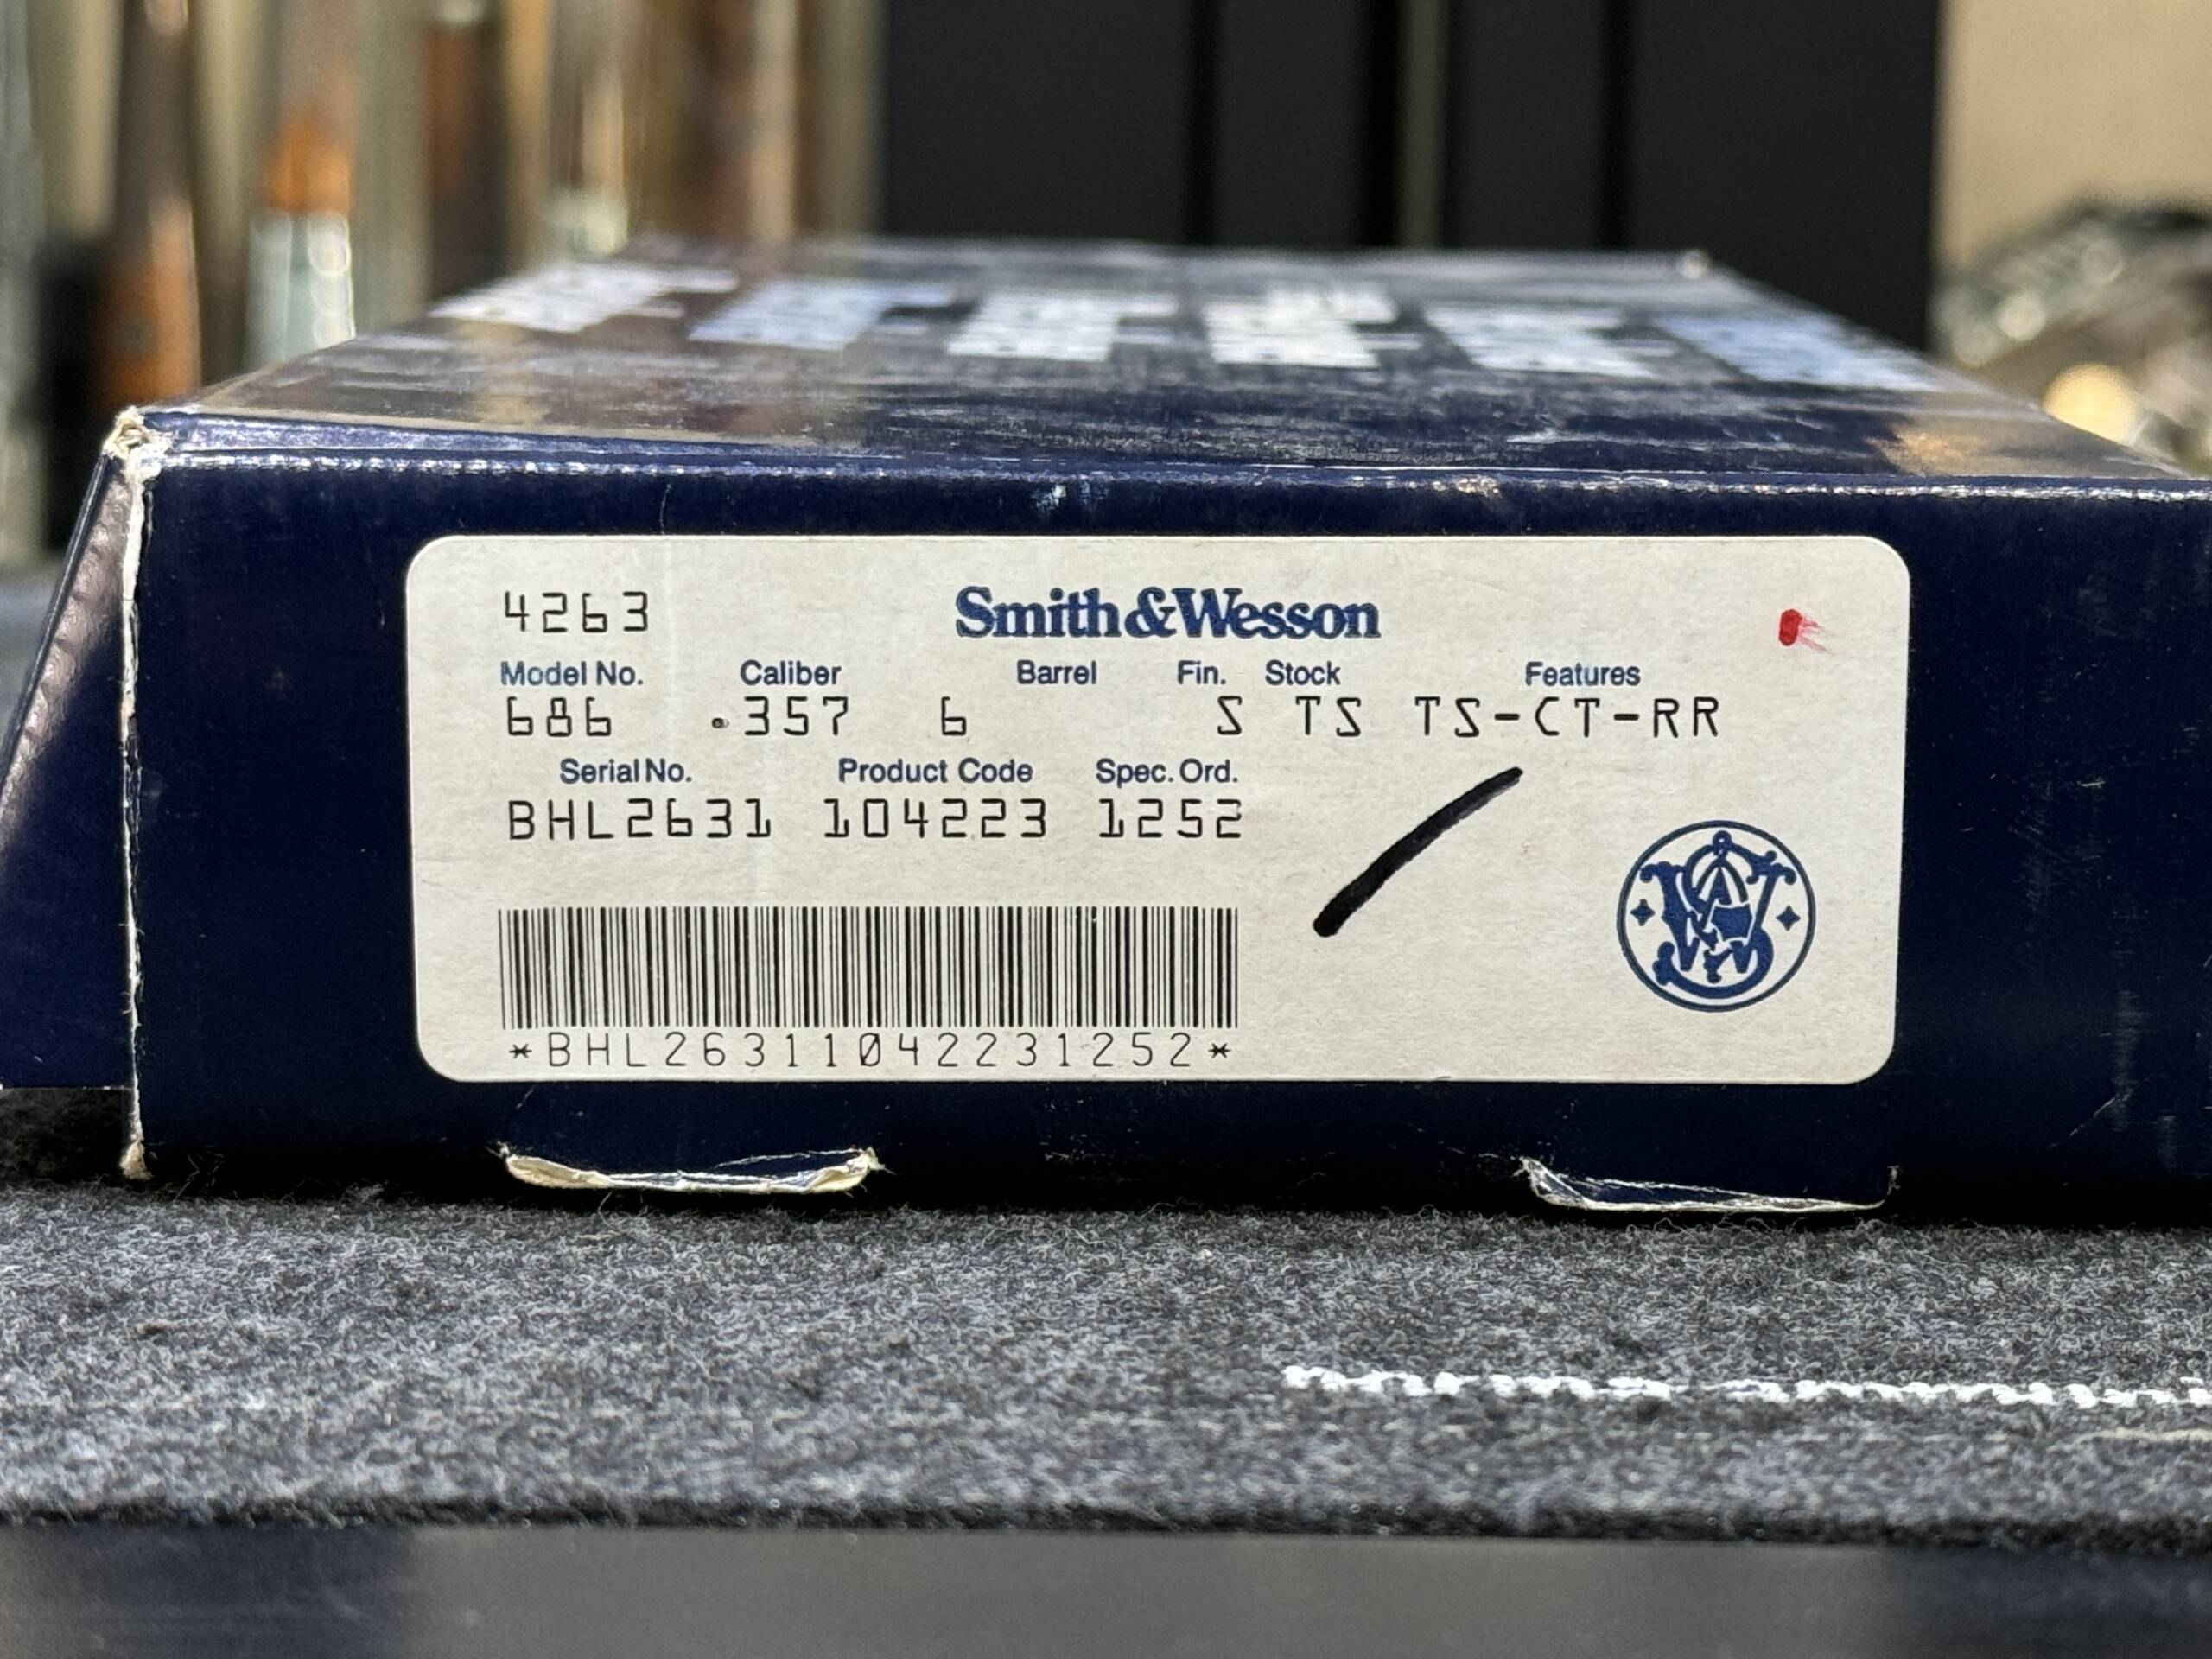 4263
Smith&Wesson
Model No. Caliber Barrel Fin. Stock Features
686 .357 6 S TS TS-CT-RR
Serial No. Product Code Spec. Ord.
BHL2631 104223 1252
*BHL26311042231252*